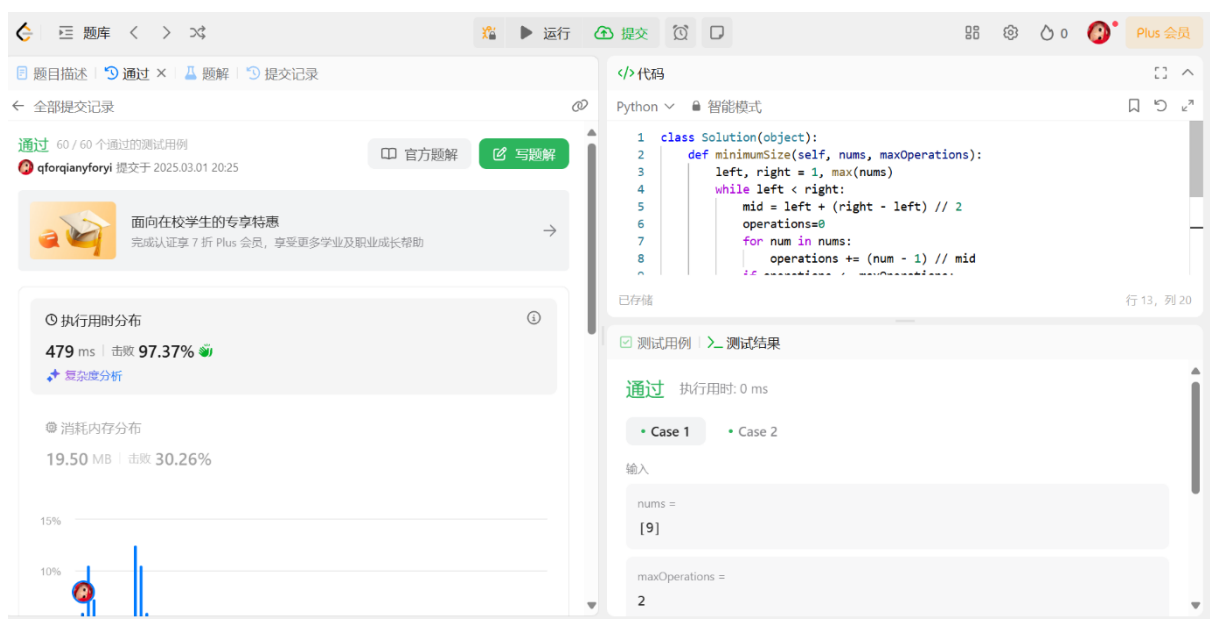 题库
运行
提交
0
Plus 会员
题目描述
通过
题解
提交记录
全部提交记录
通过 60 / 60 个通过的测试用例
qforqianyforyi 提交于 2025.03.01 20:25
官方题解
写题解
面向在校学生的专享特惠
完成认证享 7 折 Plus 会员，享受更多学业及职业成长帮助
执行用时分布
479 ms 击败 97.37%
复杂度分析
消耗内存分布
19.50 MB 击败 30.26%
15%
10%
</>代码
Python 智能模式
1 class Solution(object):
2 def minimumSize(self, nums, maxOperations):
3 left, right = 1, max(nums)
4 while left < right:
5 mid = left + (right - left) // 2
6 operations=0
7 for num in nums:
8 operations += (num - 1) // mid
已存储
行 13，列 20
测试用例
测试结果
通过 执行用时: 0 ms
• Case 1
• Case 2
输入
nums =
[9]
maxOperations =
2